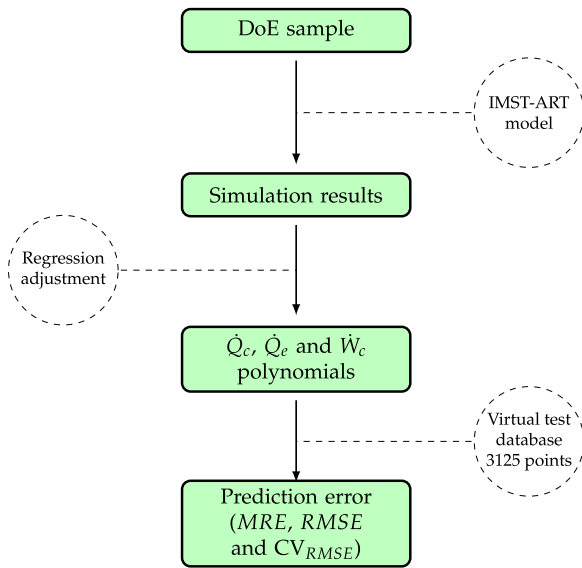 DoE sample
IMST-ART
model
Simulation results
Regression
adjustment
Q̇c, Q̇e and Ẇc
polynomials
Virtual test
database
3125 points
Prediction error
(MRE, RMSE
and CVRMSE)